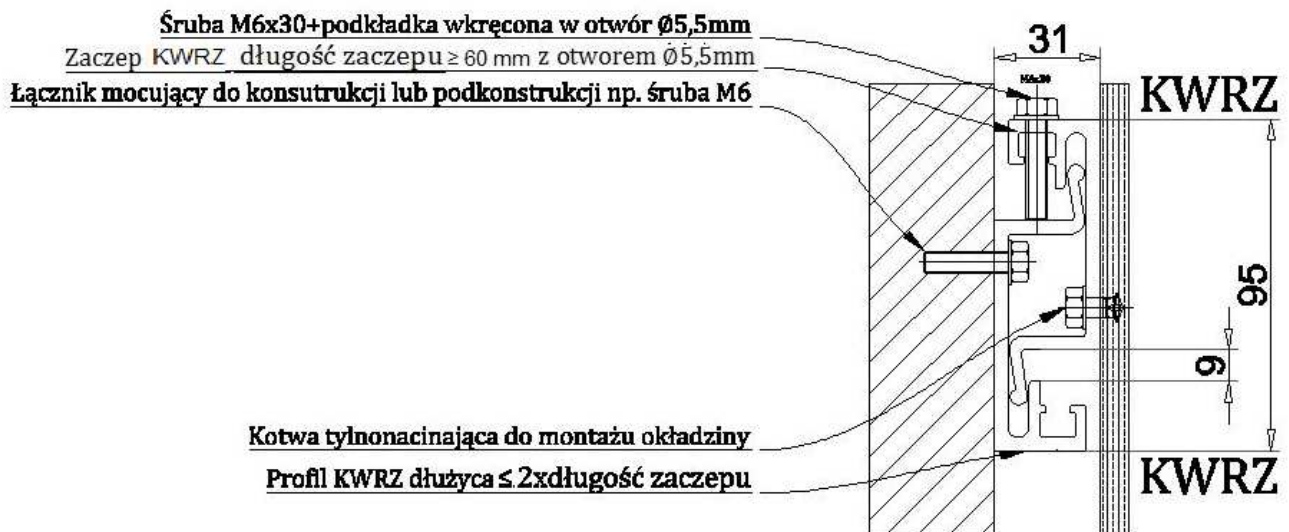 Śruba M6x30+podkładka wkręcona w otwór Ø5,5mm
Zaczep KWRZ długość zaczepu ≥ 60 mm z otworem Ø5,5mm
Łącznik mocujący do konsutrukcji lub podkonstrukcji np. śruba M6
31
M6x30
KWRZ
95
9
Kotwa tylnonacinająca do montażu okładziny
Profil KWRZ dłużyca ≤ 2xdługość zaczepu
KWRZ